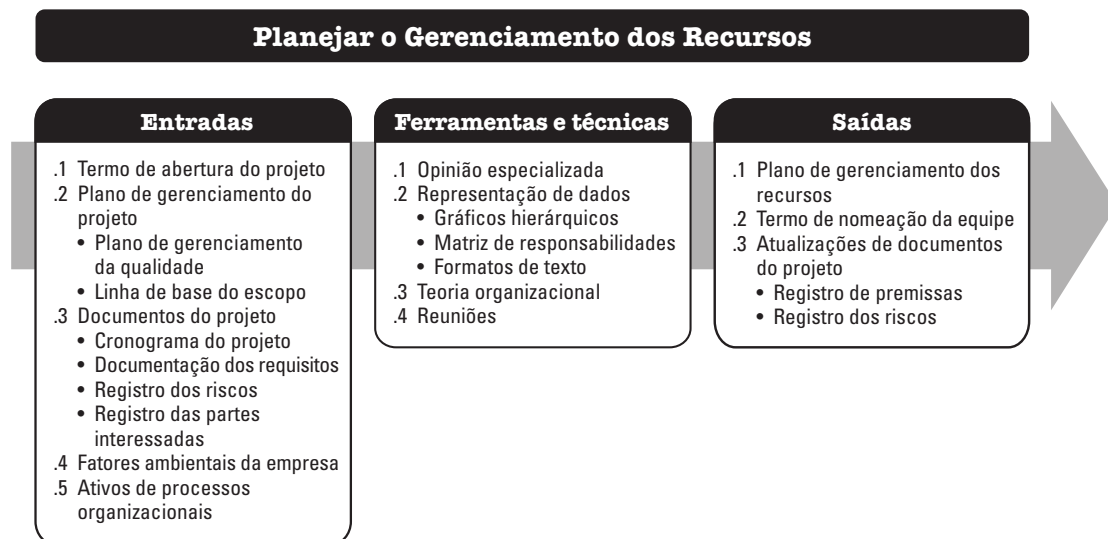 Planejar o Gerenciamento dos Recursos
Entradas
.1 Termo de abertura do projeto
.2 Plano de gerenciamento do
projeto
• Plano de gerenciamento
da qualidade
• Linha de base do escopo
.3 Documentos do projeto
• Cronograma do projeto
• Documentação dos requisitos
• Registro dos riscos
• Registro das partes
interessadas
.4 Fatores ambientais da empresa
.5 Ativos de processos
organizacionais
Ferramentas e técnicas
.1 Opinião especializada
.2 Representação de dados
• Gráficos hierárquicos
• Matriz de responsabilidades
• Formatos de texto
.3 Teoria organizacional
.4 Reuniões
Saídas
.1 Plano de gerenciamento dos
recursos
.2 Termo de nomeação da equipe
.3 Atualizações de documentos
do projeto
• Registro de premissas
• Registro dos riscos